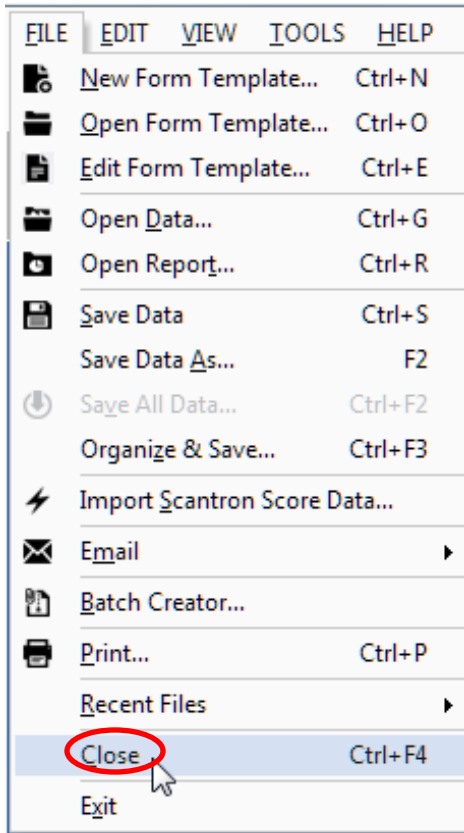 FILE EDIT VIEW TOOLS HELP
New Form Template... Ctrl+N
Open Form Template... Ctrl+O
Edit Form Template... Ctrl+E
Open Data... Ctrl+G
Open Report... Ctrl+R
Save Data Ctrl+S
Save Data As... F2
Save All Data... Ctrl+F2
Organize & Save... Ctrl+F3
Import Scantron Score Data...
Email
Batch Creator...
Print... Ctrl+P
Recent Files
Close Ctrl+F4
Exit